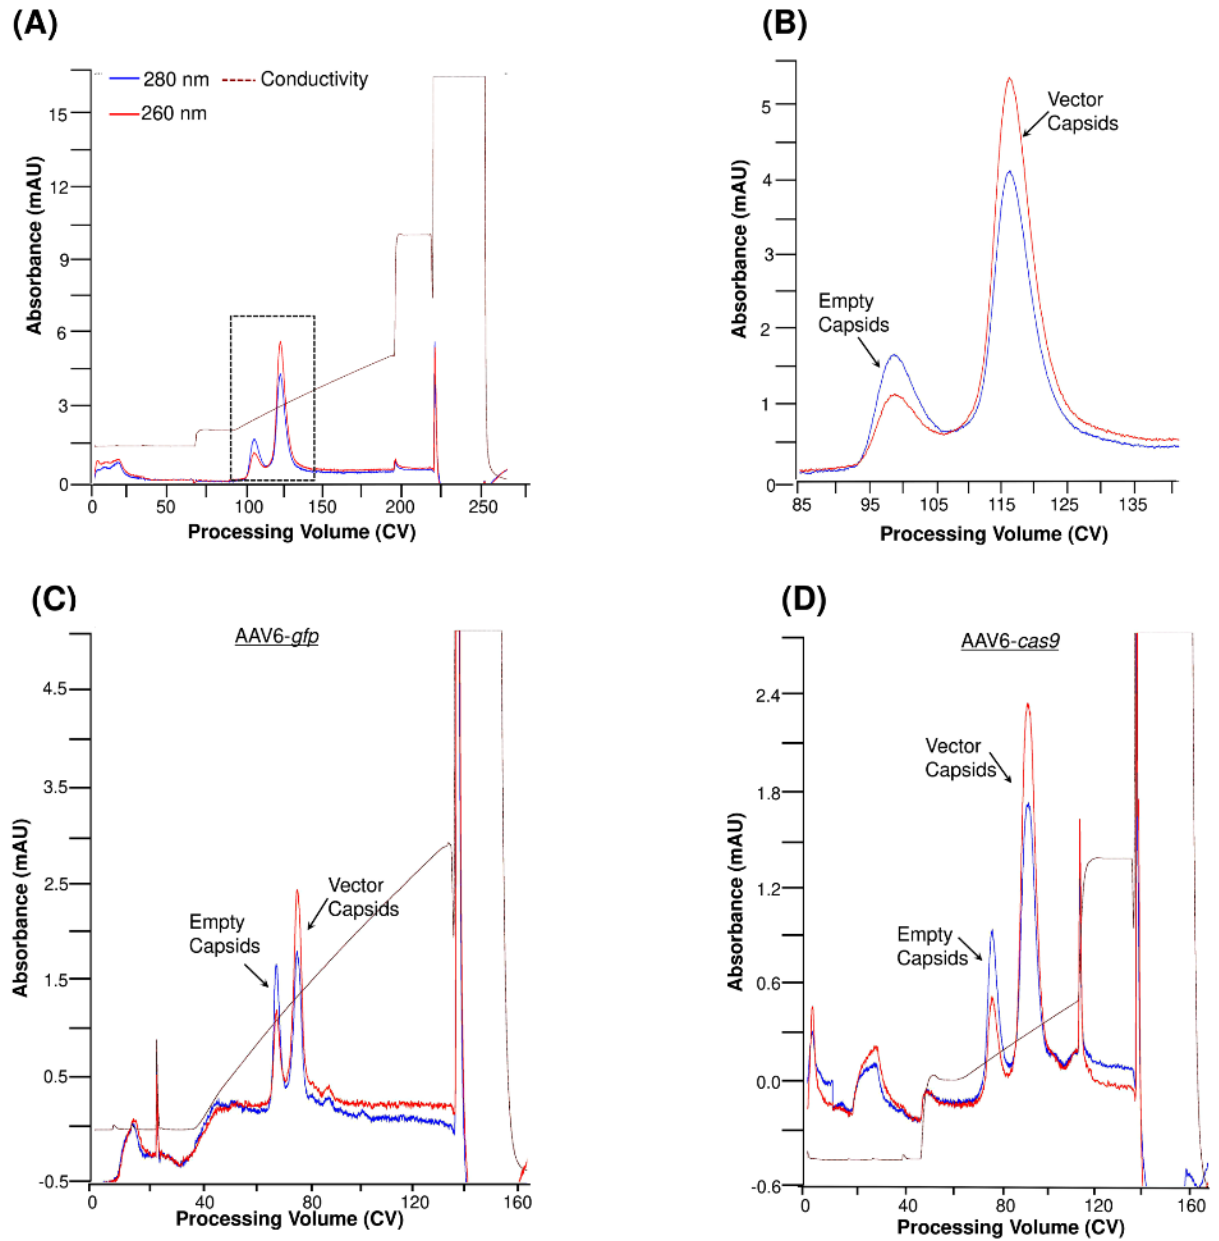 (A)
280 nm
Conductivity
260 nm
15
12
9
6
3
0
Absorbance (mAU)
0 50 100 150 200 250
Processing Volume (CV)
(B)
5
4
3
2
1
0
Absorbance (mAU)
Vector
Capsids
Empty
Capsids
85 95 105 115 125 135
Processing Volume (CV)
(C)
AAV6-gfp
4.5
3.5
2.5
1.5
0.5
-0.5
Absorbance (mAU)
Vector
Capsids
Empty
Capsids
0 40 80 120 160
Processing Volume (CV)
(D)
AAV6-cas9
2.4
1.8
1.2
0.6
0.0
-0.6
Absorbance (mAU)
Vector
Capsids
Empty
Capsids
0 40 80 120 160
Processing Volume (CV)